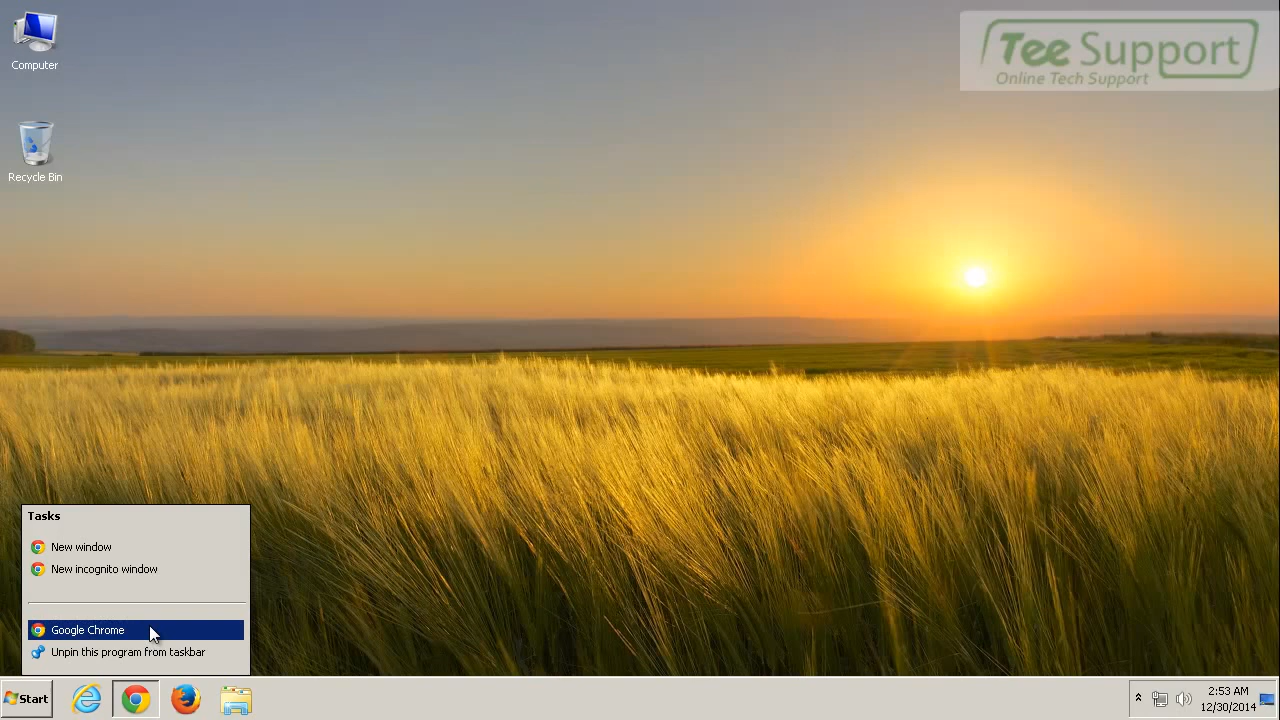 Computer
Recycle Bin
Tee Support
Online Tech Support
Tasks
New window
New incognito window
Google Chrome
Unpin this program from taskbar
Start
2:53 AM
12/30/2014